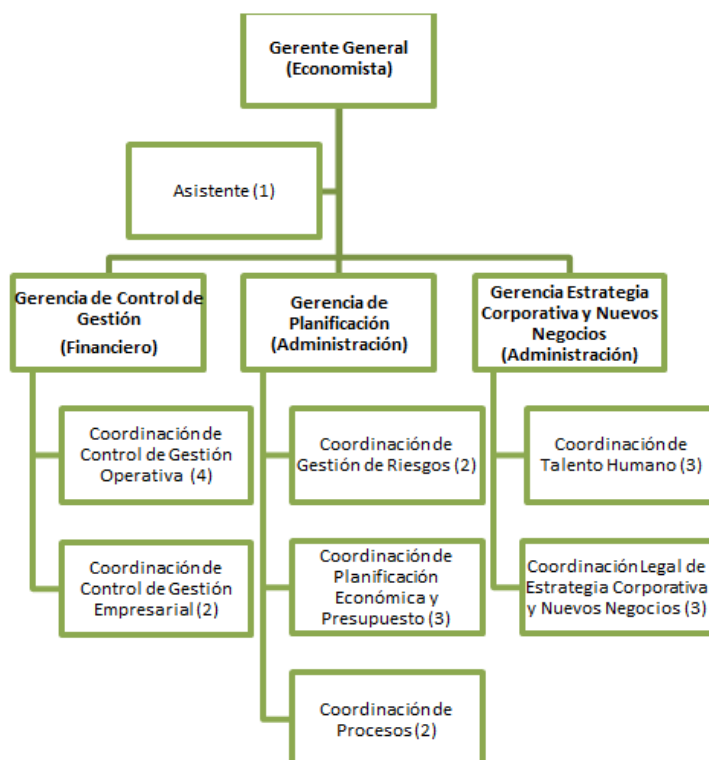 Gerente General
(Economista)
Asistente (1)
Gerencia de Control de
Gestión
(Financiero)
Gerencia de
Planificación
(Administración)
Gerencia Estrategia
Corporativa y Nuevos
Negocios
(Administración)
Coordinación de
Control de Gestión
Operativa (4)
Coordinación de
Control de Gestión
Empresarial (2)
Coordinación de
Gestión de Riesgos (2)
Coordinación de
Planificación
Económica y
Presupuesto (3)
Coordinación de
Procesos (2)
Coordinación de
Talento Humano (3)
Coordinación Legal de
Estrategia Corporativa
y Nuevos Negocios (3)